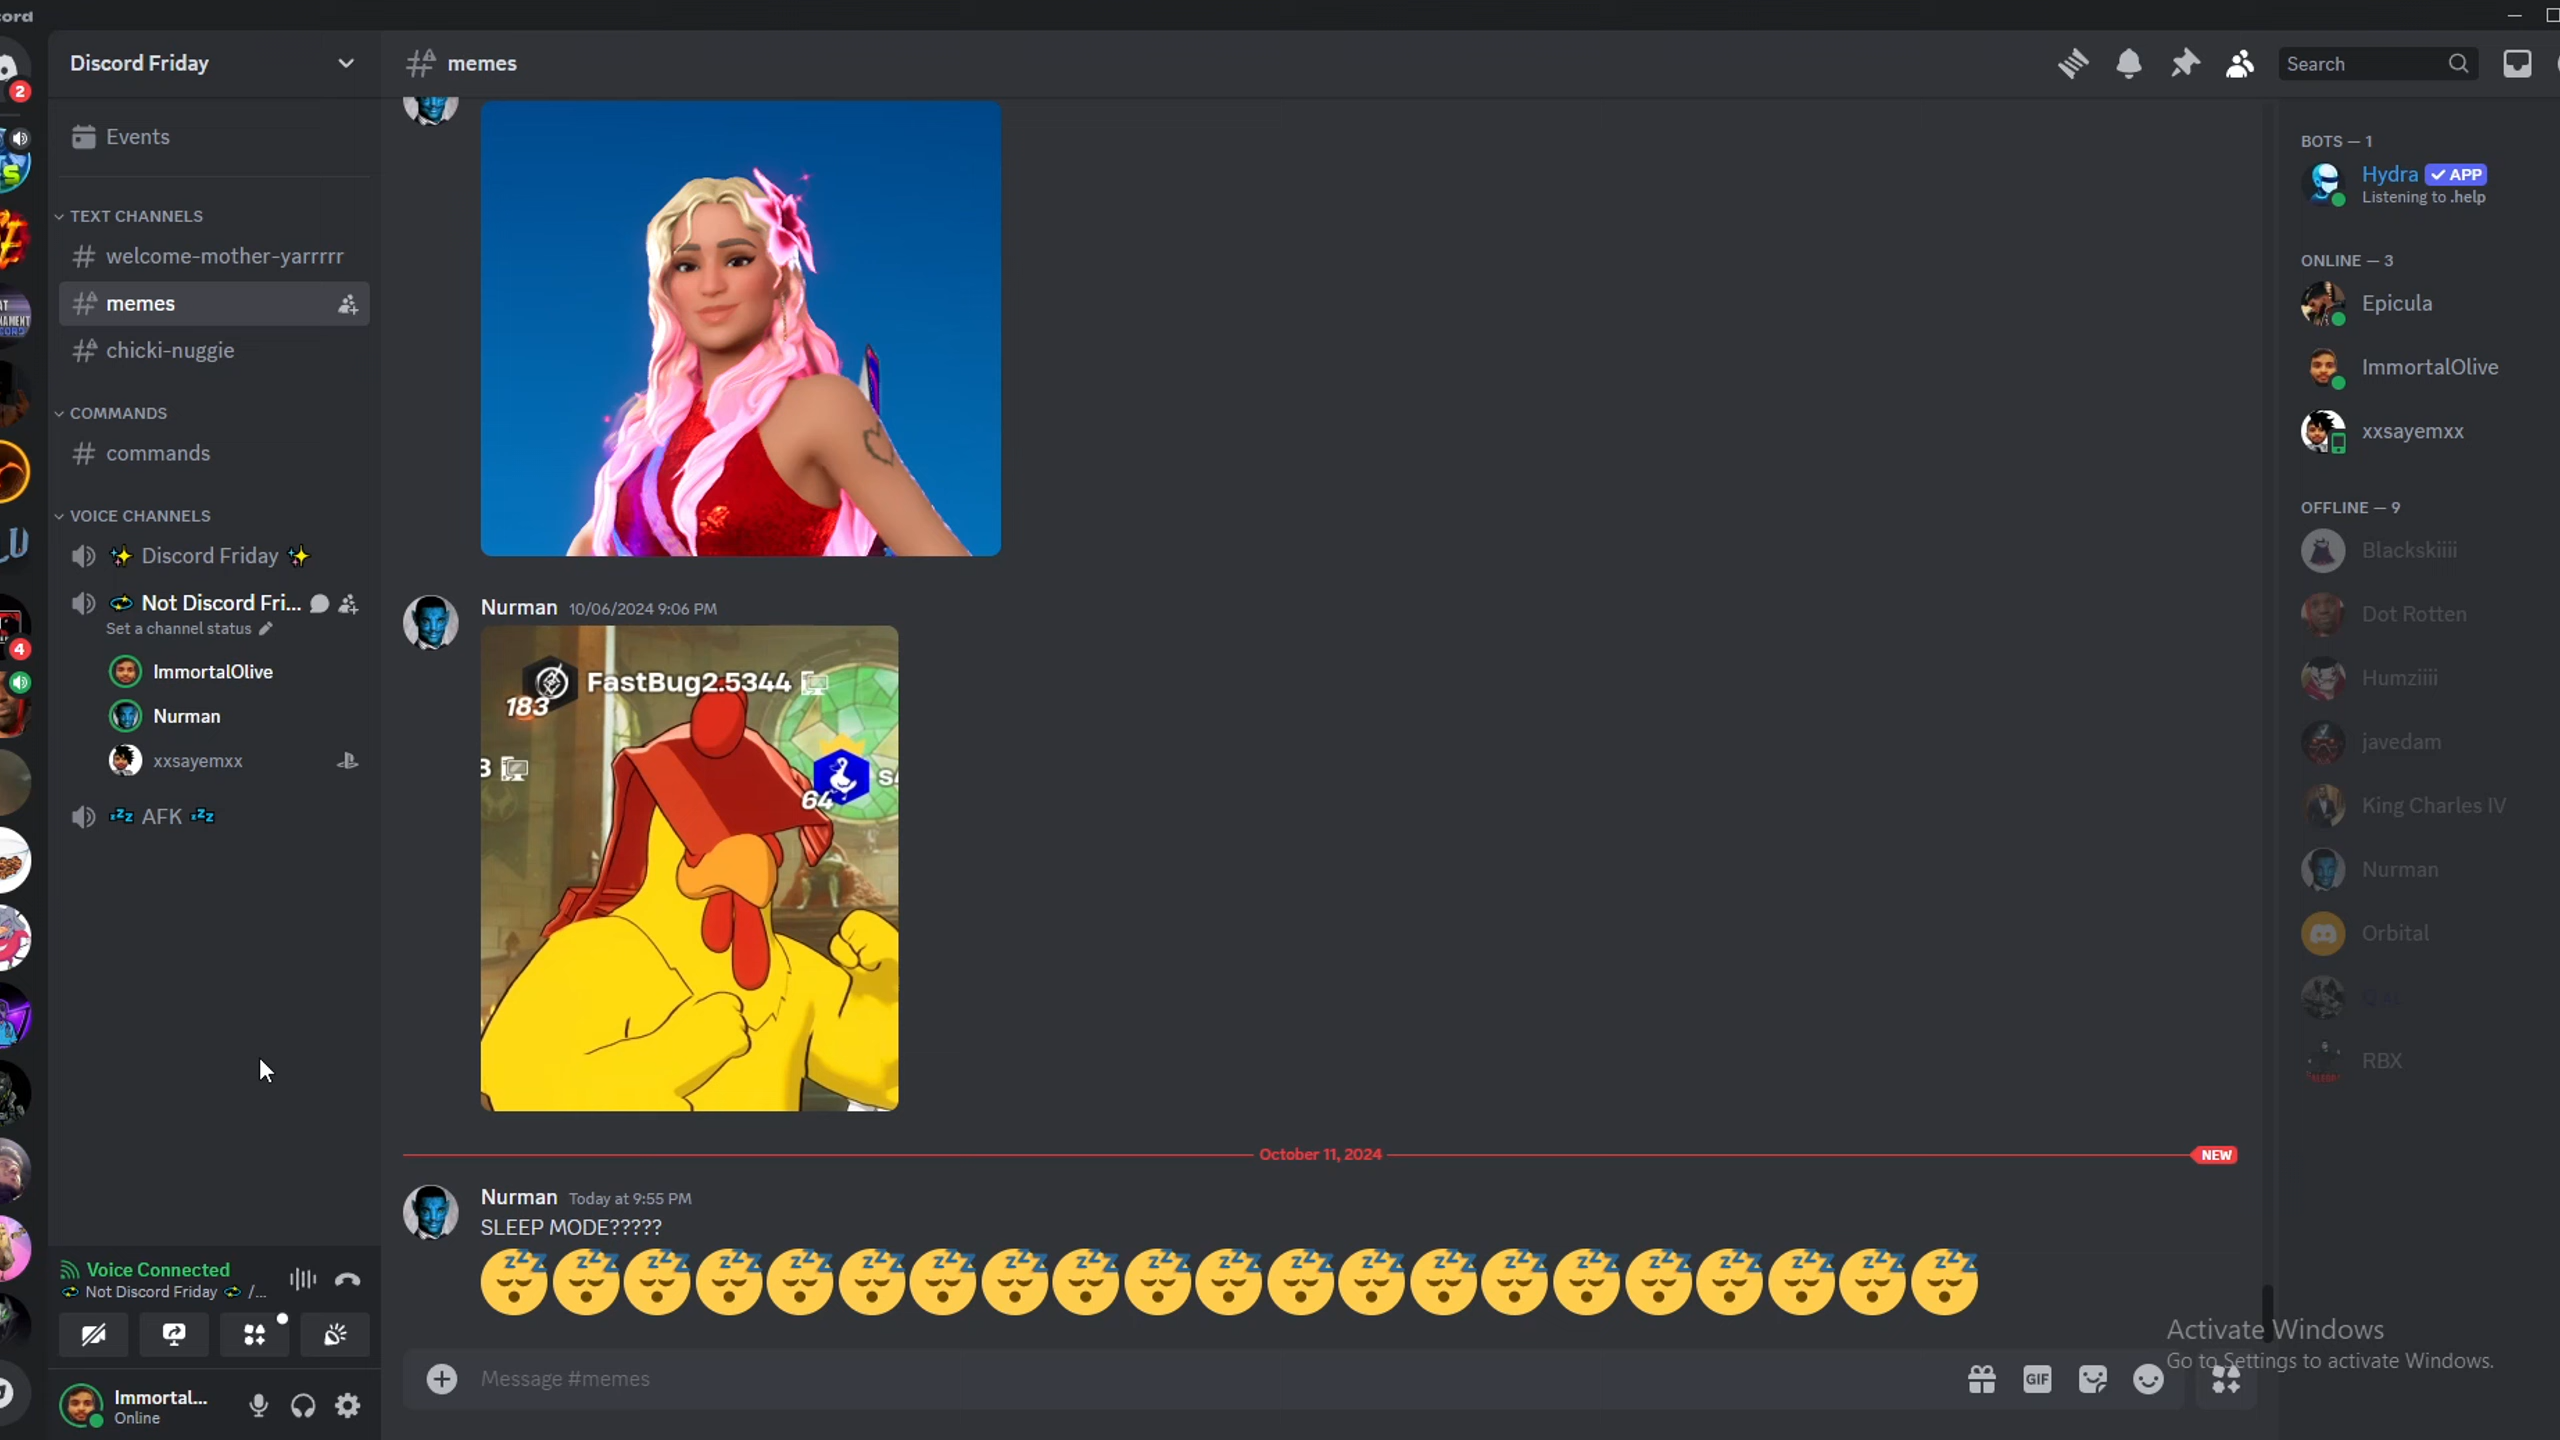 Discord Friday
memes
Search
Events
TEXT CHANNELS
welcome-mother-yarrrrr
memes
chicki-nuggie
COMMANDS
commands
VOICE CHANNELS
✨ Discord Friday ✨
Not Discord Fri...
Set a channel status
ImmortalOlive
Nurman
xxsayemxx
💤 AFK 💤
Voice Connected
Not Discord Friday /...
Immortal...
Online
2
4
Nurman 10/06/2024 9:06 PM
FastBug2.5344
183
64
October 11, 2024
NEW
Nurman Today at 9:55 PM
SLEEP MODE?????
😴😴😴😴😴😴😴😴😴😴😴😴😴😴😴😴😴😴😴😴😴
Message #memes
GIF
BOTS — 1
Hydra ✓ APP
Listening to .help
ONLINE — 3
Epicula
ImmortalOlive
xxsayemxx
OFFLINE — 9
Blackskiiii
Dot Rotten
Humziiii
javedam
King Charles IV
Nurman
Orbital
RBX
Activate Windows
Go to Settings to activate Windows.